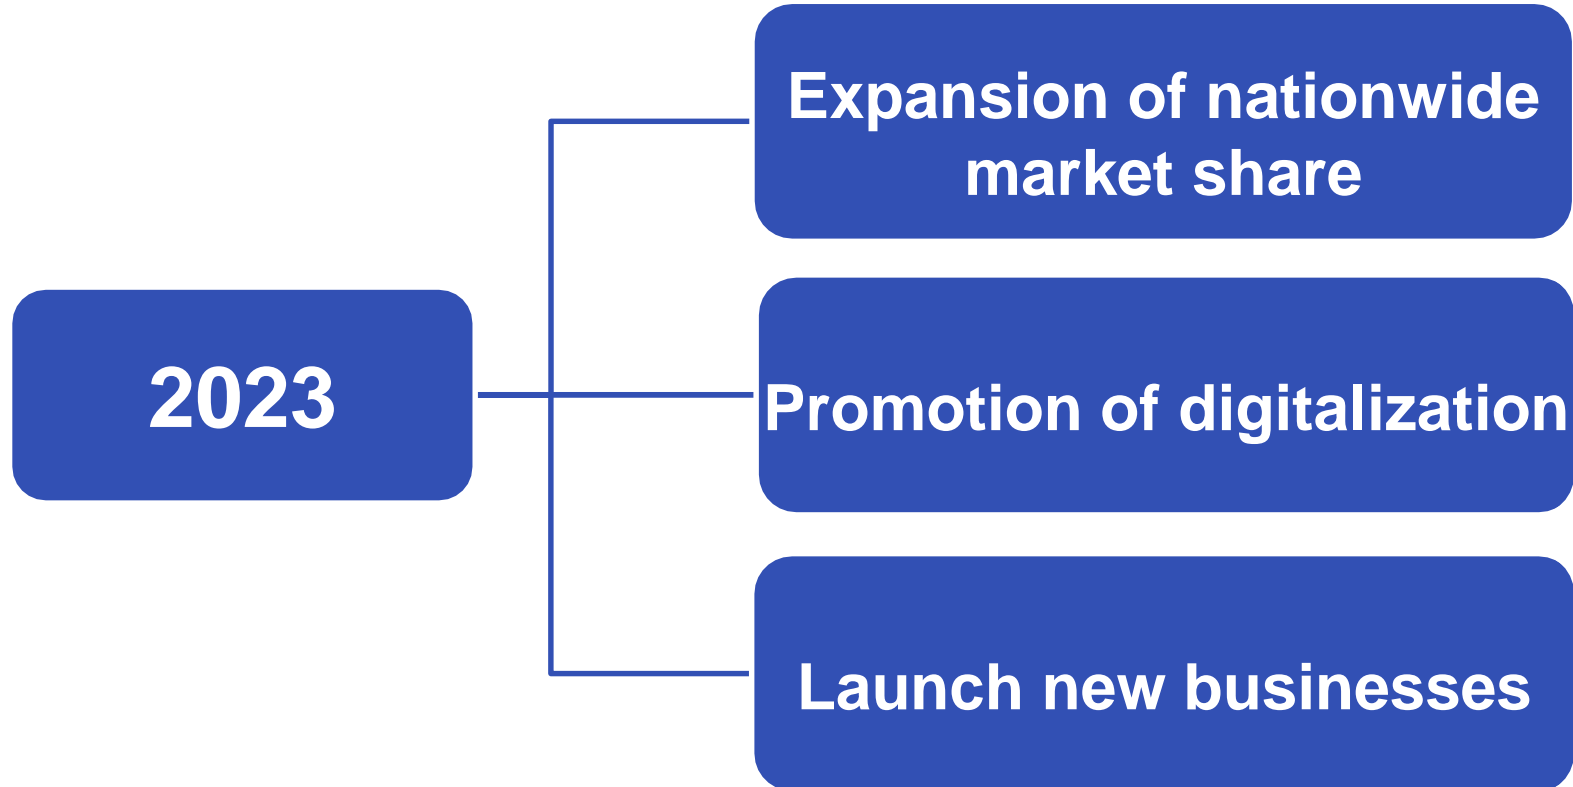 2023
Expansion of nationwide
market share
Promotion of digitalization
Launch new businesses